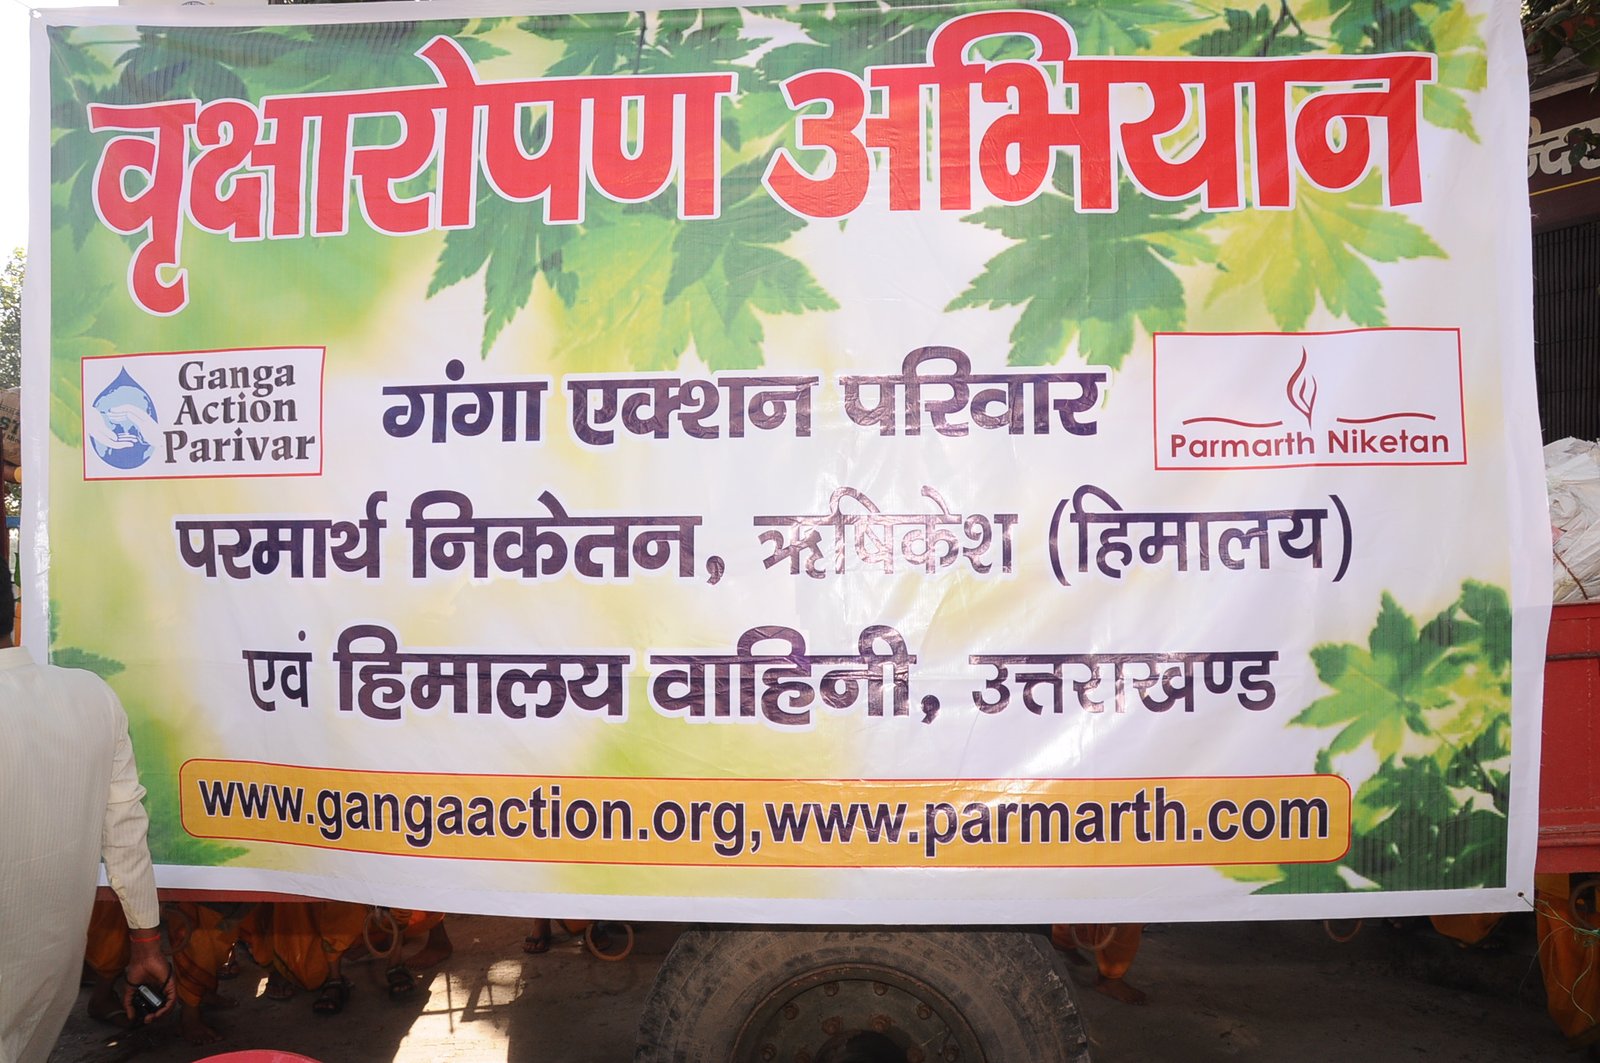 वृक्षारोपण अभियान
Ganga
Action
Parivar
गंगा एक्शन परिवार
Parmarth Niketan
परमार्थ निकेतन, ऋषिकेश (हिमालय)
एवं हिमालय वाहिनी, उत्तराखण्ड
www.gangaaction.org,www.parmarth.com